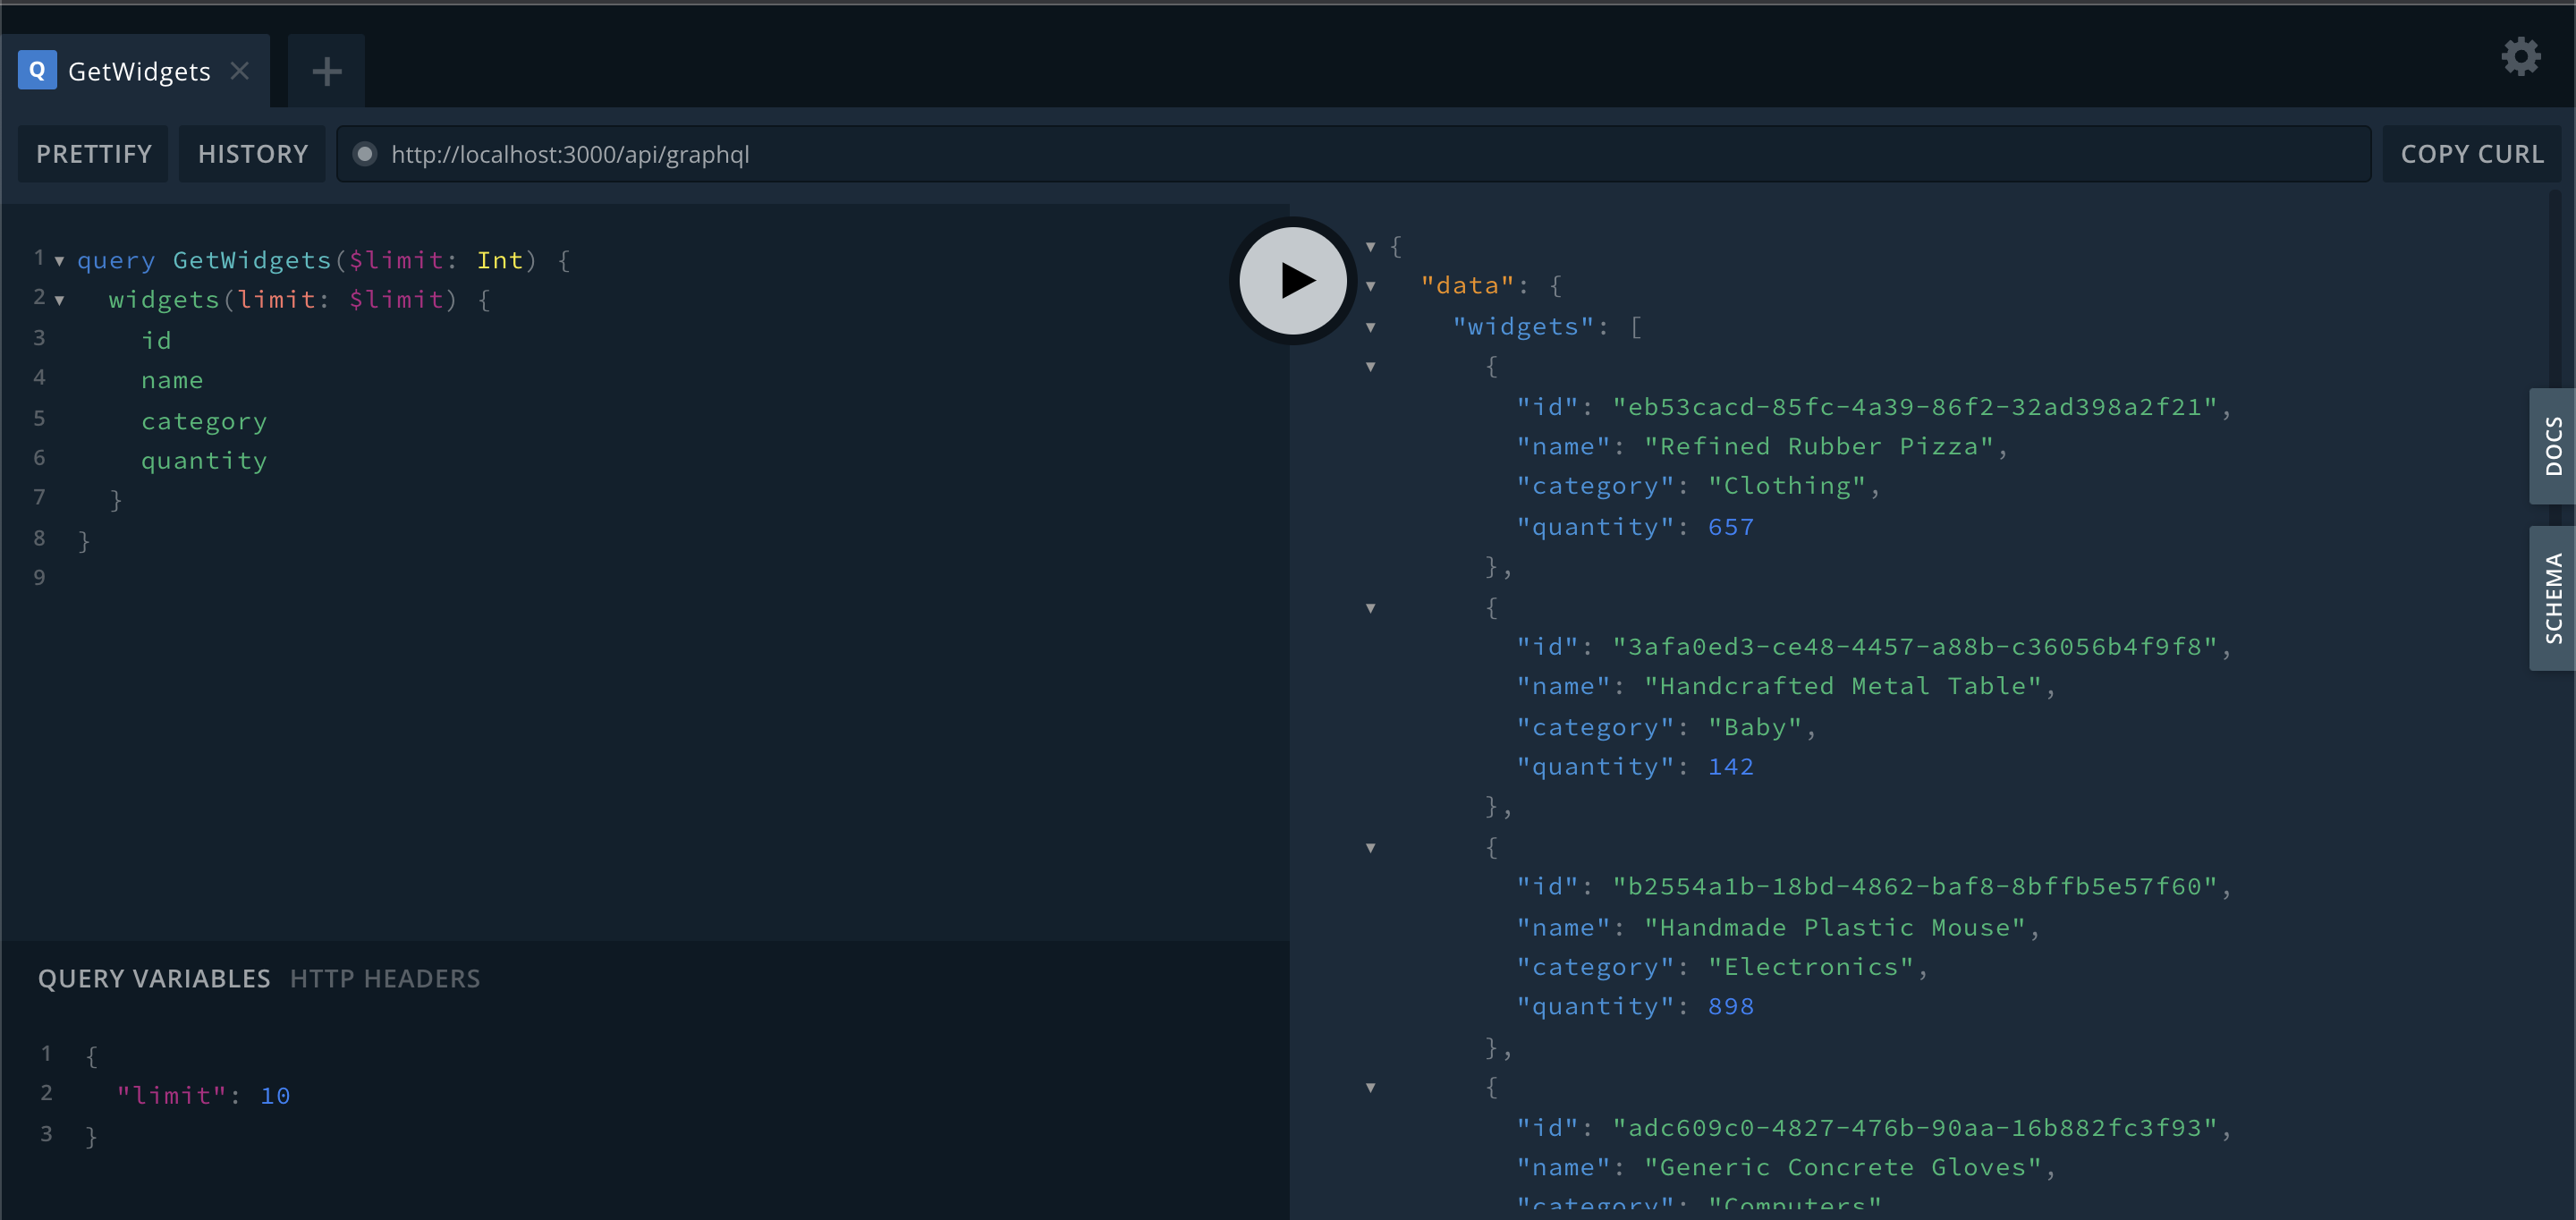 Q GetWidgets
PRETTIFY HISTORY http://localhost:3000/api/graphql COPY CURL
1 query GetWidgets($limit: Int) {
2 widgets(limit: $limit) {
3 id
4 name
5 category
6 quantity
7 }
8 }
9
QUERY VARIABLES HTTP HEADERS
1 {
2 "limit": 10
3 }
{
"data": {
"widgets": [
{
"id": "eb53cacd-85fc-4a39-86f2-32ad398a2f21",
"name": "Refined Rubber Pizza",
"category": "Clothing",
"quantity": 657
},
{
"id": "3afa0ed3-ce48-4457-a88b-c36056b4f9f8",
"name": "Handcrafted Metal Table",
"category": "Baby",
"quantity": 142
},
{
"id": "b2554a1b-18bd-4862-baf8-8bffb5e57f60",
"name": "Handmade Plastic Mouse",
"category": "Electronics",
"quantity": 898
},
{
"id": "adc609c0-4827-476b-90aa-16b882fc3f93",
"name": "Generic Concrete Gloves",
"category": "Computers"
DOCS
SCHEMA